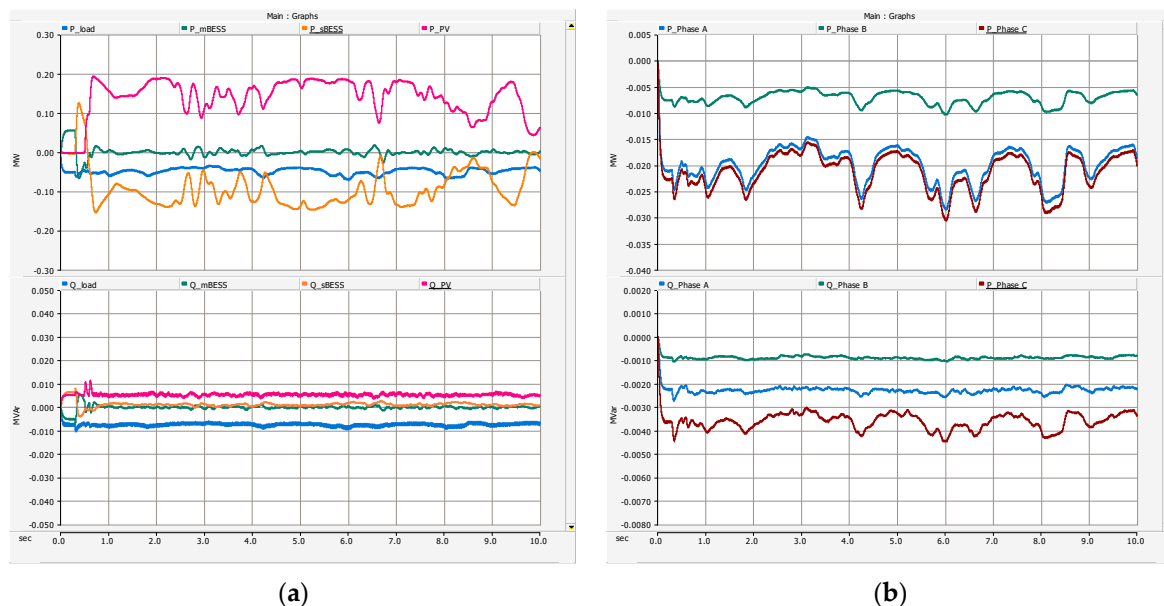 Main : Graphs
P_load P_mBESS P_sBESS P_PV
0.30
0.20
0.10
0.00
-0.10
-0.20
-0.30
MW
Q_load Q_mBESS Q_sBESS Q_PV
0.050
0.040
0.030
0.020
0.010
0.000
-0.010
-0.020
-0.030
-0.040
-0.050
MVAr
sec 0.0 1.0 2.0 3.0 4.0 5.0 6.0 7.0 8.0 9.0 10.0
(a)
Main : Graphs
P_Phase A P_Phase B P_Phase C
0.005
0.000
-0.005
-0.010
-0.015
-0.020
-0.025
-0.030
-0.035
-0.040
MW
Q_Phase A Q_Phase B P_Phase C
0.0020
0.0010
0.0000
-0.0010
-0.0020
-0.0030
-0.0040
-0.0050
-0.0060
-0.0070
-0.0080
MVar
sec 0.0 1.0 2.0 3.0 4.0 5.0 6.0 7.0 8.0 9.0 10.0
(b)